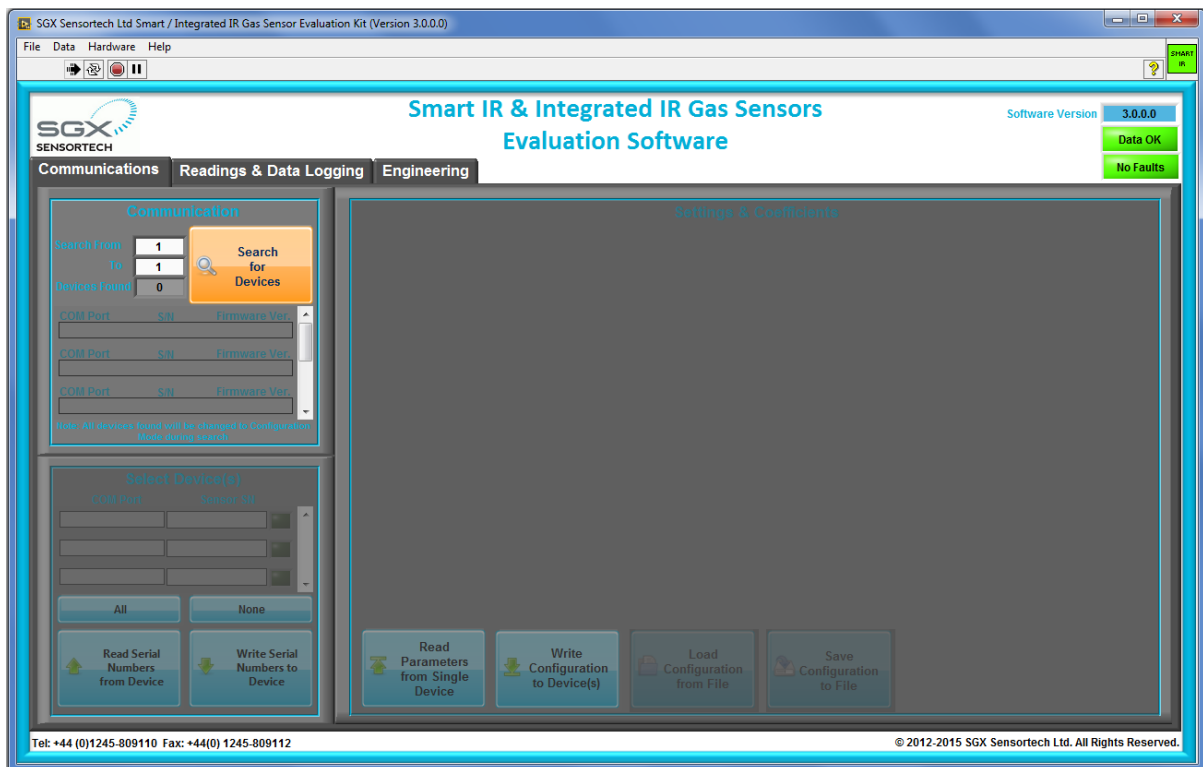 SGX Sensortech Ltd Smart / Integrated IR Gas Sensor Evaluation Kit (Version 3.0.0.0)
File Data Hardware Help
SMART
IR
SGX
SENSORTECH
Smart IR & Integrated IR Gas Sensors
Evaluation Software
Software Version 3.0.0.0
Data OK
No Faults
Communications Readings & Data Logging Engineering
Communication
Search From 1
To 1
Devices Found 0
Search
for
Devices
COM Port S/N Firmware Ver.
COM Port S/N Firmware Ver.
COM Port S/N Firmware Ver.
Note: All devices found will be changed to Configuration
Mode during search
Select Device(s)
COM Port Sensor SN
All None
Read Serial
Numbers
from Device
Write Serial
Numbers to
Device
Settings & Coefficients
Read
Parameters
from Single
Device
Write
Configuration
to Device(s)
Load
Configuration
from File
Save
Configuration
to File
Tel: +44 (0)1245-809110 Fax: +44(0) 1245-809112
© 2012-2015 SGX Sensortech Ltd. All Rights Reserved.